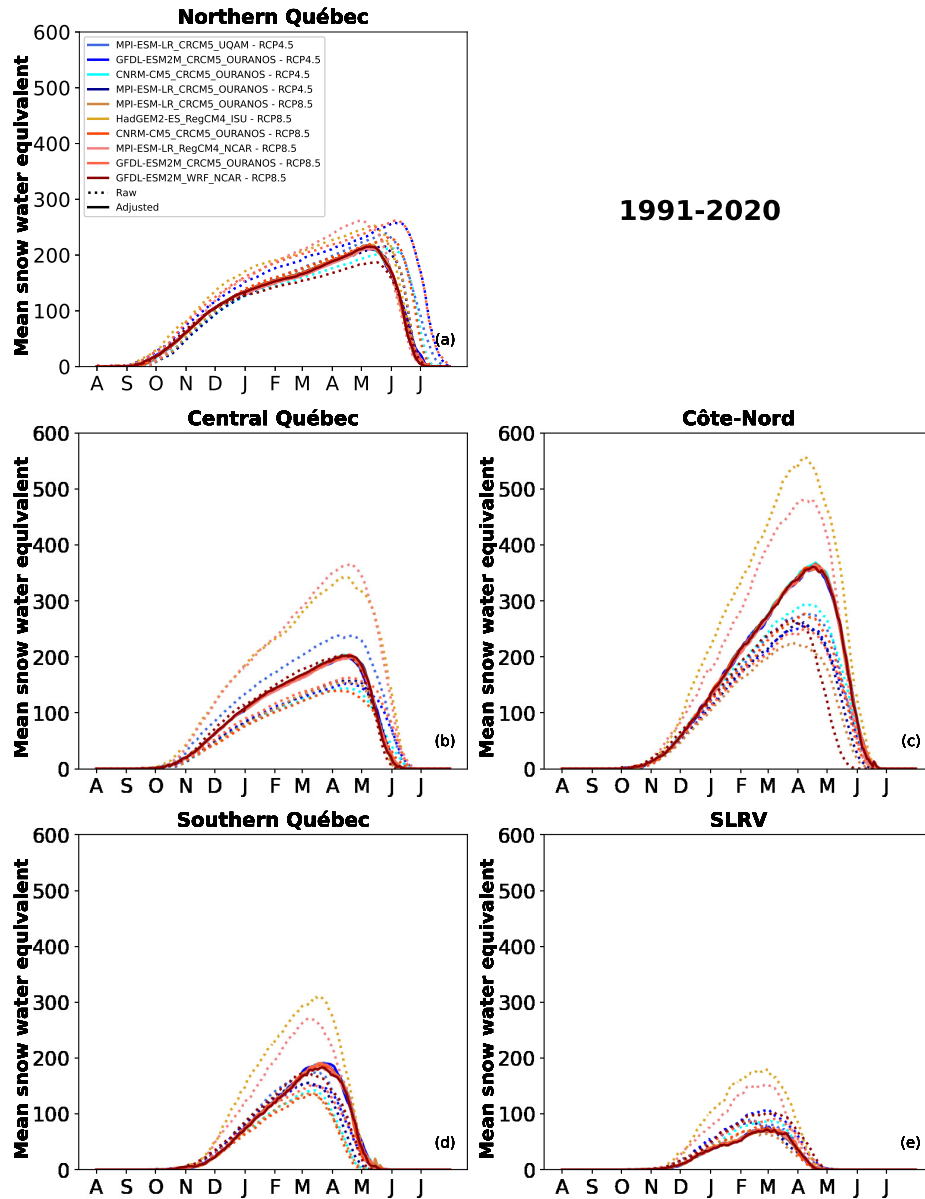 Northern Québec
Mean snow water equivalent
600
500
400
300
200
100
0
MPI-ESM-LR_CRCM5_UQAM - RCP4.5
GFDL-ESM2M_CRCM5_OURANOS - RCP4.5
CNRM-CM5_CRCM5_OURANOS - RCP4.5
MPI-ESM-LR_CRCM5_OURANOS - RCP4.5
MPI-ESM-LR_CRCM5_OURANOS - RCP8.5
HadGEM2-ES_RegCM4_ISU - RCP8.5
CNRM-CM5_CRCM5_OURANOS - RCP8.5
MPI-ESM-LR_RegCM4_NCAR - RCP8.5
GFDL-ESM2M_CRCM5_OURANOS - RCP8.5
GFDL-ESM2M_WRF_NCAR - RCP8.5
Raw
Adjusted
(a)
A S O N D J F M A M J J
1991-2020
Central Québec
Mean snow water equivalent
600
500
400
300
200
100
0
(b)
A S O N D J F M A M J J
Côte-Nord
Mean snow water equivalent
600
500
400
300
200
100
0
(c)
A S O N D J F M A M J J
Southern Québec
Mean snow water equivalent
600
500
400
300
200
100
0
(d)
A S O N D J F M A M J J
SLRV
Mean snow water equivalent
600
500
400
300
200
100
0
(e)
A S O N D J F M A M J J